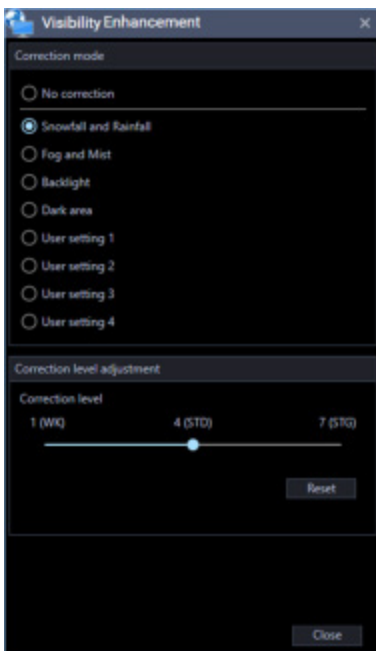 Visibility Enhancement
Correction mode
No correction
Snowfall and Rainfall
Fog and Mist
Backlight
Dark area
User setting 1
User setting 2
User setting 3
User setting 4
Correction level adjustment
Correction level
1 (WK) 4 (STD) 7 (STG)
Reset
Close